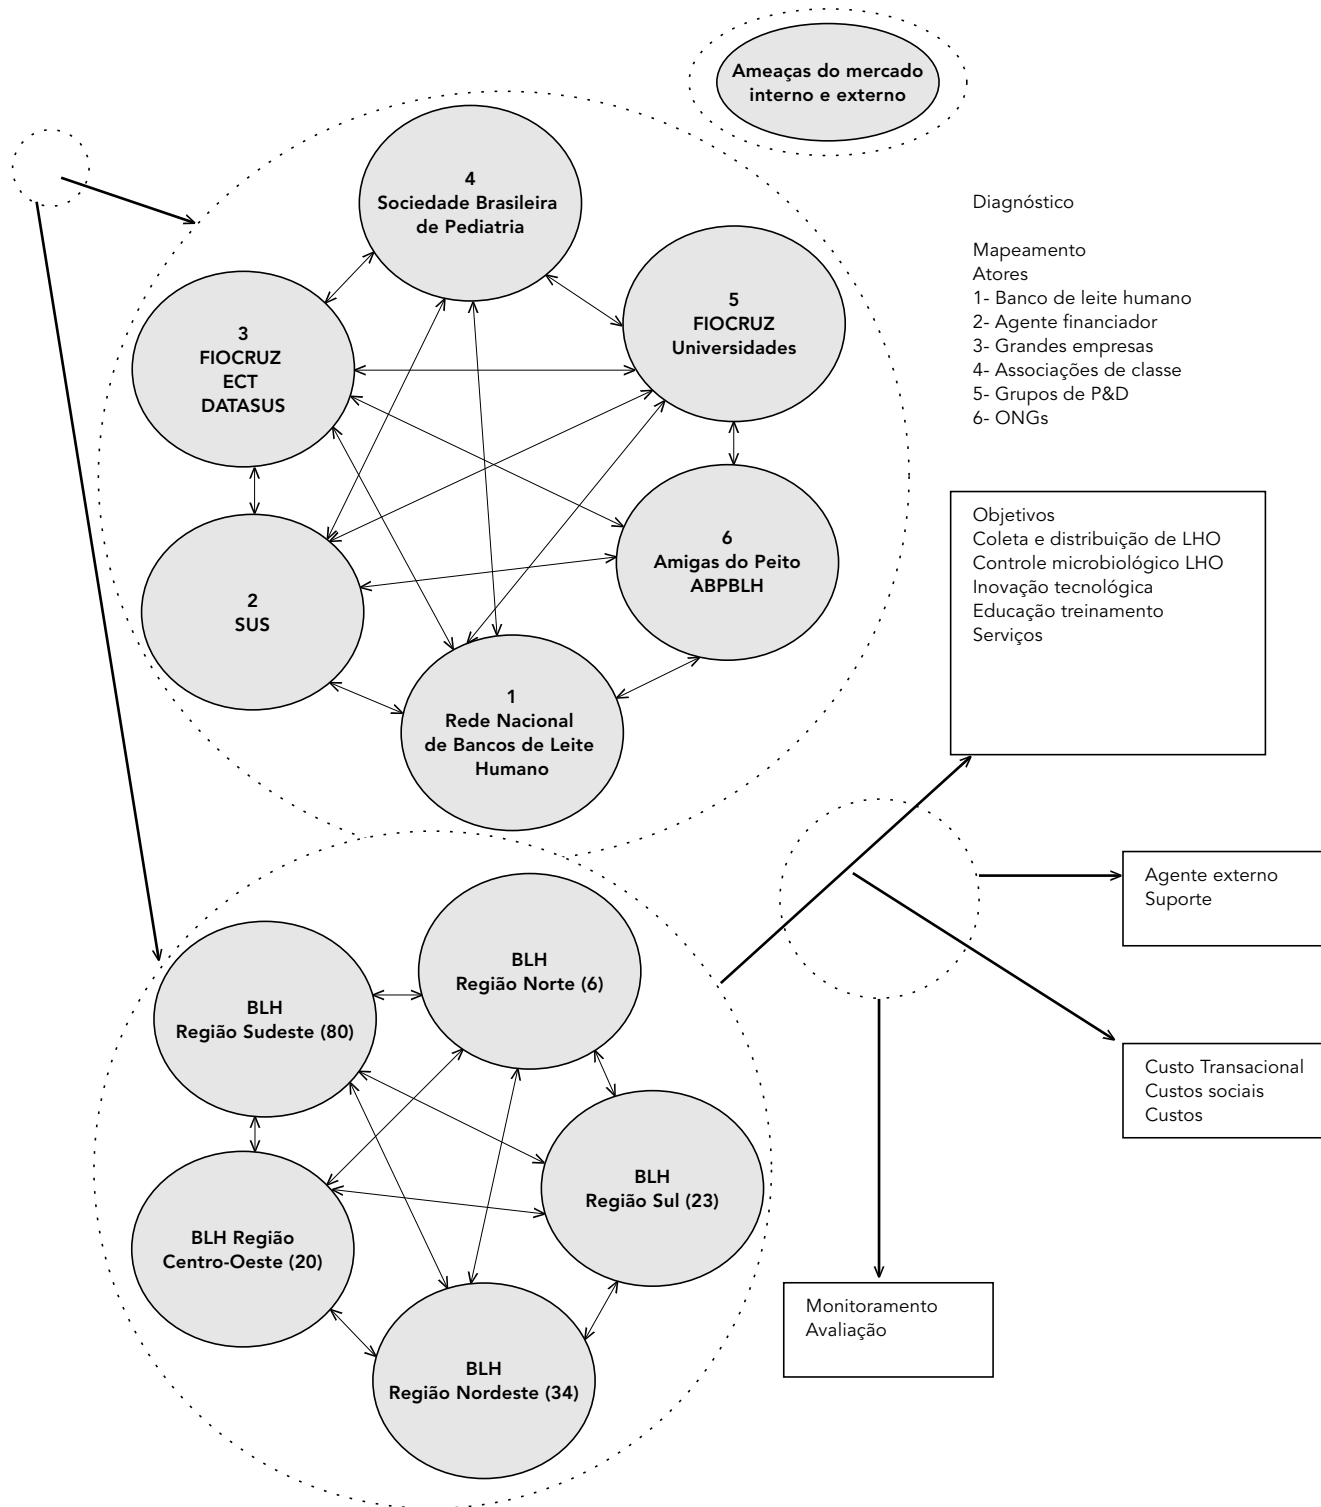 Ameaças do mercado
interno e externo
4
Sociedade Brasileira
de Pediatria
5
FIOCRUZ
Universidades
3
FIOCRUZ
ECT
DATASUS
6
Amigas do Peito
ABPBLH
2
SUS
1
Rede Nacional
de Bancos de Leite
Humano
Diagnóstico
Mapeamento
Atores
1- Banco de leite humano
2- Agente financiador
3- Grandes empresas
4- Associações de classe
5- Grupos de P&D
6- ONGs
Objetivos
Coleta e distribuição de LHO
Controle microbiológico LHO
Inovação tecnológica
Educação treinamento
Serviços
Agente externo
Suporte
Custo Transacional
Custos sociais
Custos
Monitoramento
Avaliação
BLH
Região Norte (6)
BLH
Região Sudeste (80)
BLH
Região Sul (23)
BLH Região
Centro-Oeste (20)
BLH
Região Nordeste (34)